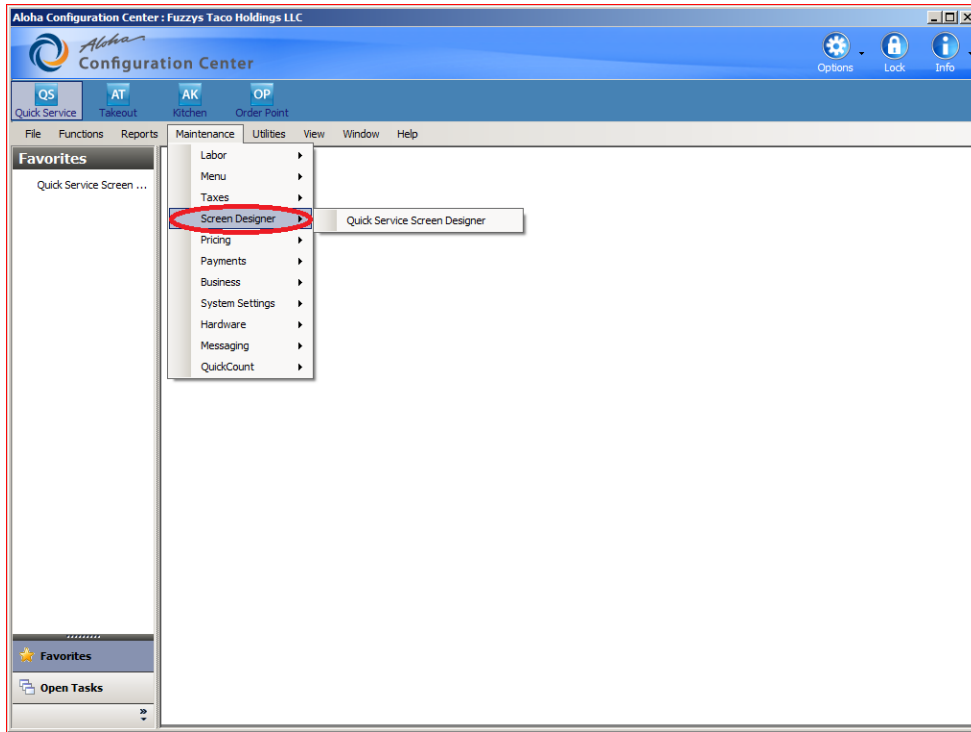 Aloha Configuration Center : Fuzzys Taco Holdings LLC
Aloha
Configuration Center
Options
Lock
Info
QS
Quick Service
AT
Takeout
AK
Kitchen
OP
Order Point
File Functions Reports Maintenance Utilities View Window Help
Favorites
Quick Service Screen ...
Labor
Menu
Taxes
Screen Designer
Quick Service Screen Designer
Pricing
Payments
Business
System Settings
Hardware
Messaging
QuickCount
Favorites
Open Tasks